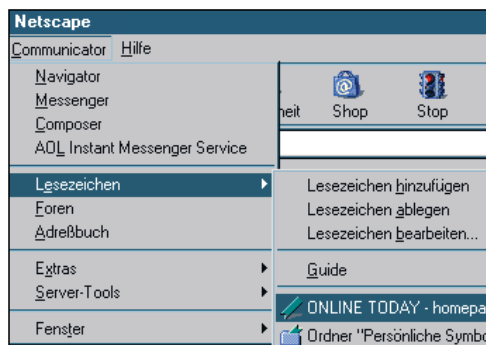 Netscape
Communicator Hilfe
Navigator
Messenger
Composer
AOL Instant Messenger Service
heit Shop Stop
Lesezeichen
Foren
Adreßbuch
Extras
Server-Tools
Fenster
Lesezeichen hinzufügen
Lesezeichen ablegen
Lesezeichen bearbeiten...
Guide
ONLINE TODAY - homepa
Ordner "Persönliche Symbo